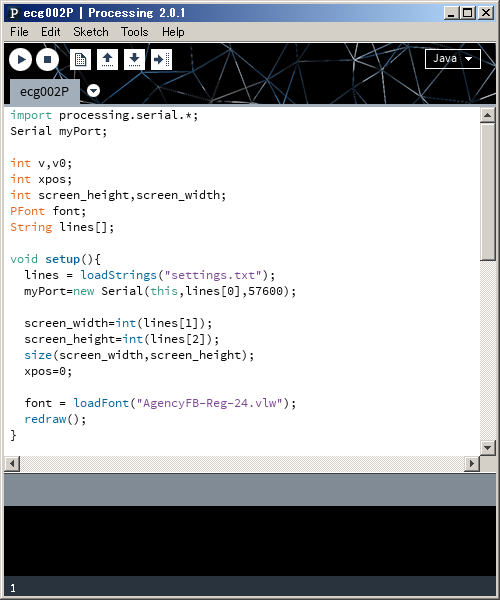 ecg002P | Processing 2.0.1
File Edit Sketch Tools Help
Java
ecg002P
import processing.serial.*;
Serial myPort;
int v,v0;
int xpos;
int screen_height,screen_width;
PFont font;
String lines[];
void setup(){
lines = loadStrings("settings.txt");
myPort=new Serial(this,lines[0],57600);
screen_width=int(lines[1]);
screen_height=int(lines[2]);
size(screen_width,screen_height);
xpos=0;
font = loadFont("AgencyFB-Reg-24.vlw");
redraw();
}
1